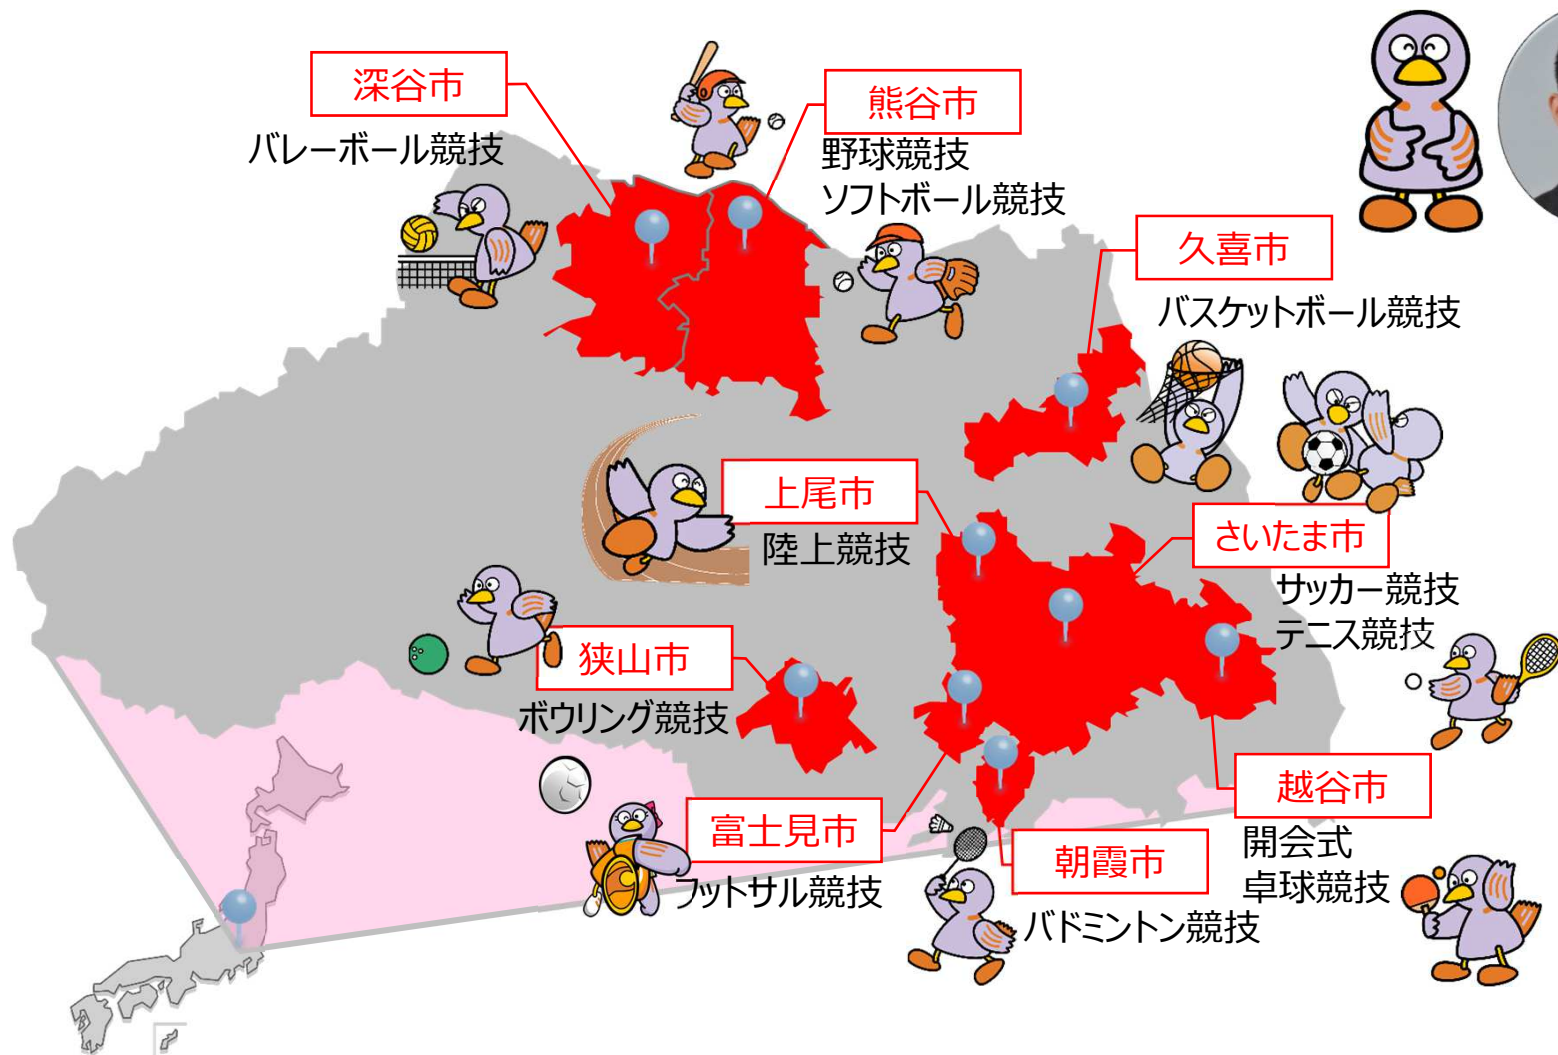 深谷市
バレーボール競技
熊谷市
野球競技
ソフトボール競技
久喜市
バスケットボール競技
上尾市
陸上競技
さいたま市
サッカー競技
テニス競技
狭山市
ボウリング競技
富士見市
フットサル競技
朝霞市
バドミントン競技
越谷市
開会式
卓球競技